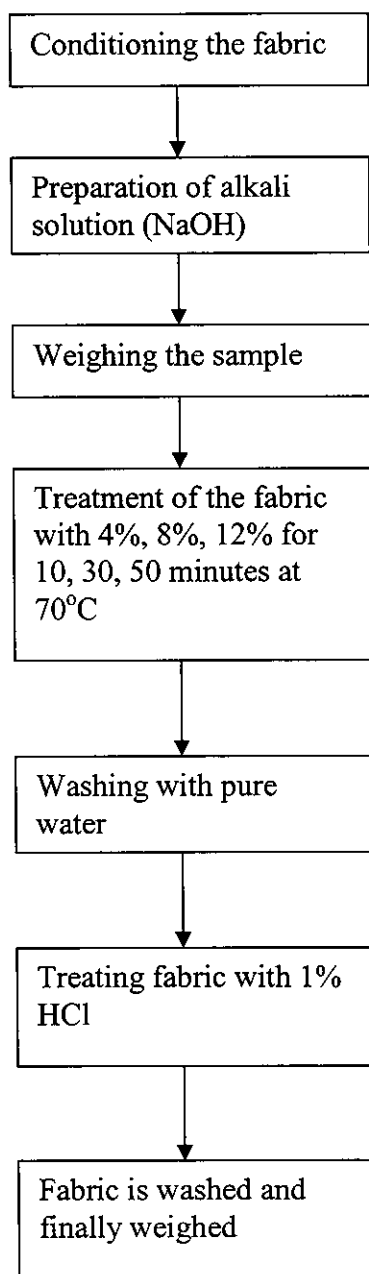 Conditioning the fabric
Preparation of alkali
solution (NaOH)
Weighing the sample
Treatment of the fabric
with 4%, 8%, 12% for
10, 30, 50 minutes at
70°C
Washing with pure
water
Treating fabric with 1%
HCl
Fabric is washed and
finally weighed